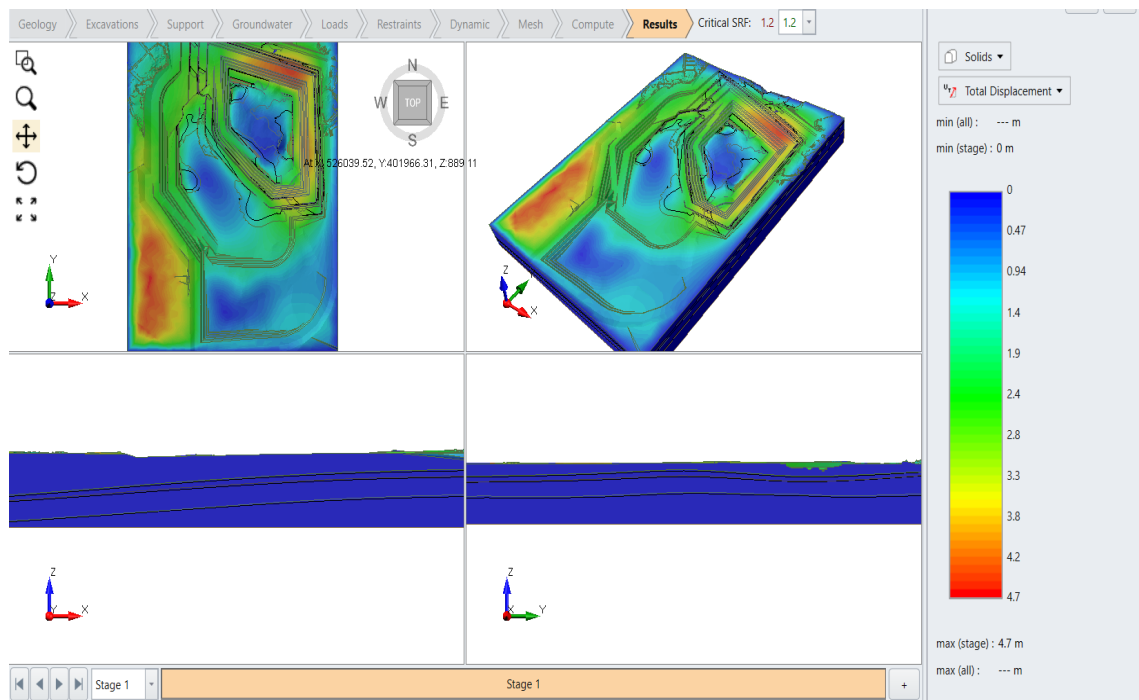 Geology Excavations Support Groundwater Loads Restraints Dynamic Mesh Compute Results Critical SRF: 1.2 1.2
N
W TOP E
S
At X: 526039.52, Y:401966.31, Z:889.11
Y
X
Z
Y
X
Z
Y
X
Z
X
Y
Stage 1
Stage 1
+
Solids
Total Displacement
min (all) : --- m
min (stage) : 0 m
0
0.47
0.94
1.4
1.9
2.4
2.8
3.3
3.8
4.2
4.7
max (stage) : 4.7 m
max (all) : --- m